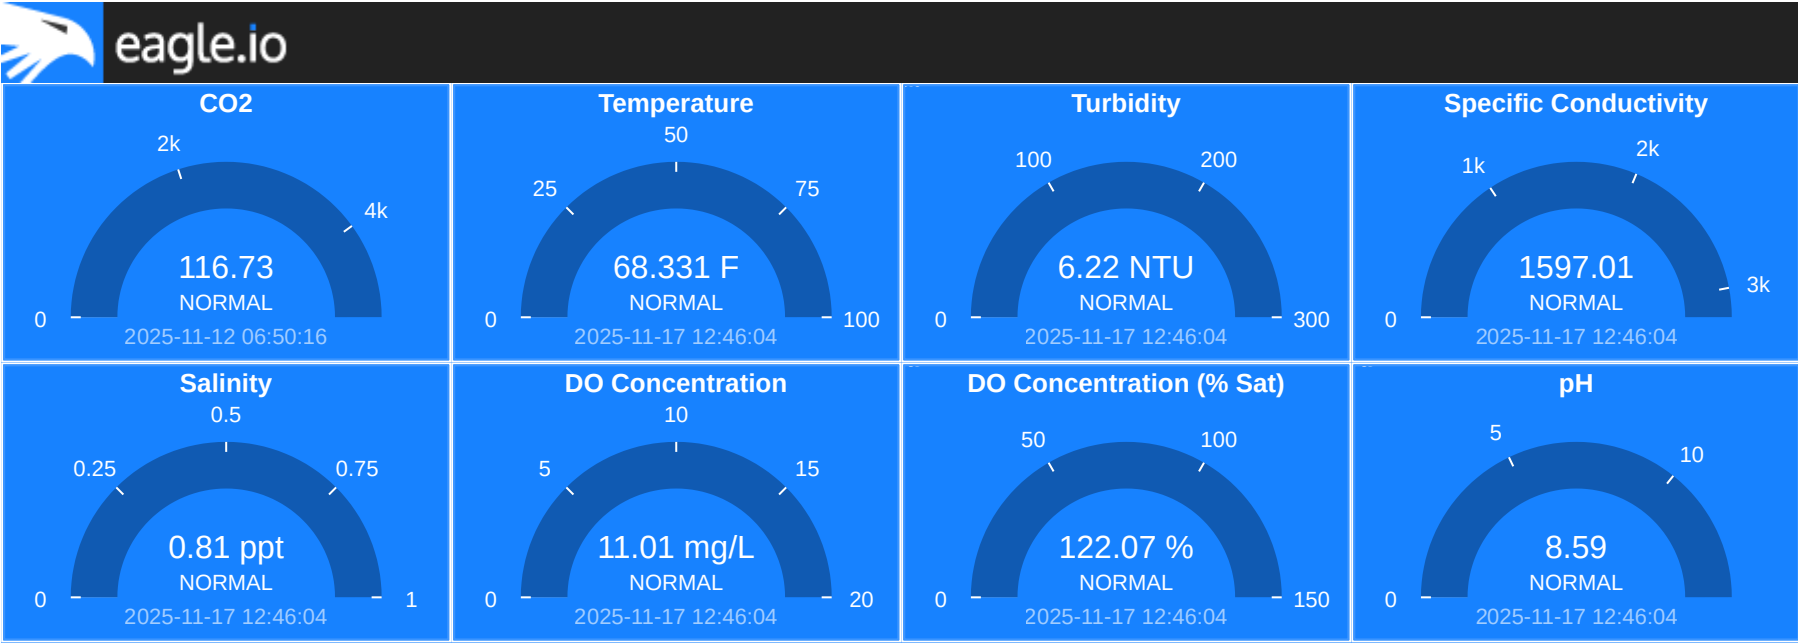 eagle.io
CO2
2k
4k
116.73
NORMAL
0
2025-11-12 06:50:16
Temperature
50
25
75
68.331 F
NORMAL
0
100
2025-11-17 12:46:04
Turbidity
100
200
6.22 NTU
NORMAL
0
300
2025-11-17 12:46:04
Specific Conductivity
2k
1k
1597.01
3k
NORMAL
0
2025-11-17 12:46:04
Salinity
0.5
0.25
0.75
0.81 ppt
NORMAL
0
1
2025-11-17 12:46:04
DO Concentration
10
5
15
11.01 mg/L
NORMAL
0
20
2025-11-17 12:46:04
DO Concentration (% Sat)
50
100
122.07 %
NORMAL
0
150
2025-11-17 12:46:04
pH
5
10
8.59
NORMAL
0
2025-11-17 12:46:04